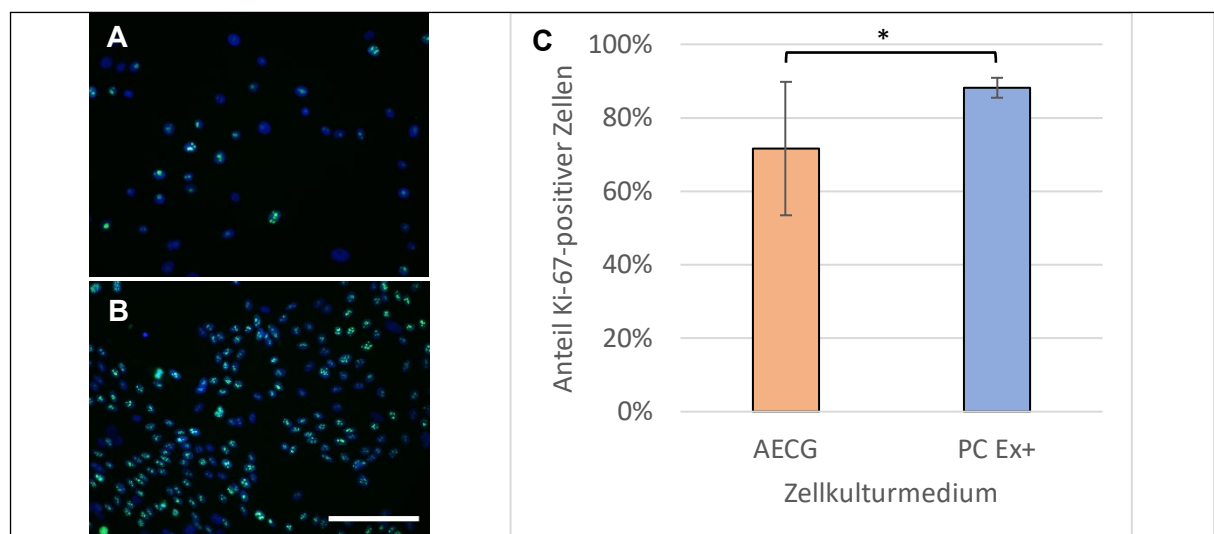 A
B
C
*
Anteil Ki-67-positiver Zellen
100%
80%
60%
40%
20%
0%
AECG
PC Ex+
Zellkulturmedium